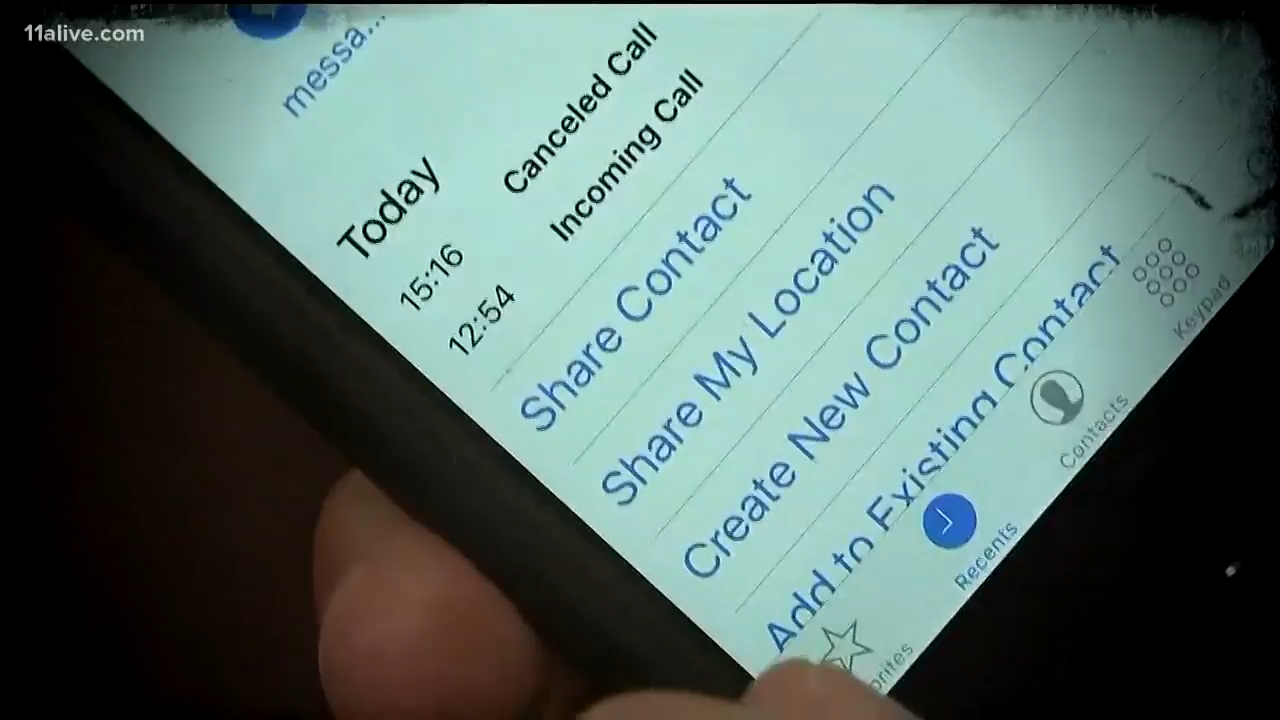 11alive.com
messa...
Today
15:16 Canceled Call
12:54 Incoming Call
Share Contact
Share My Location
Create New Contact
Add to Existing Contact
Recents
Contacts
Keypad